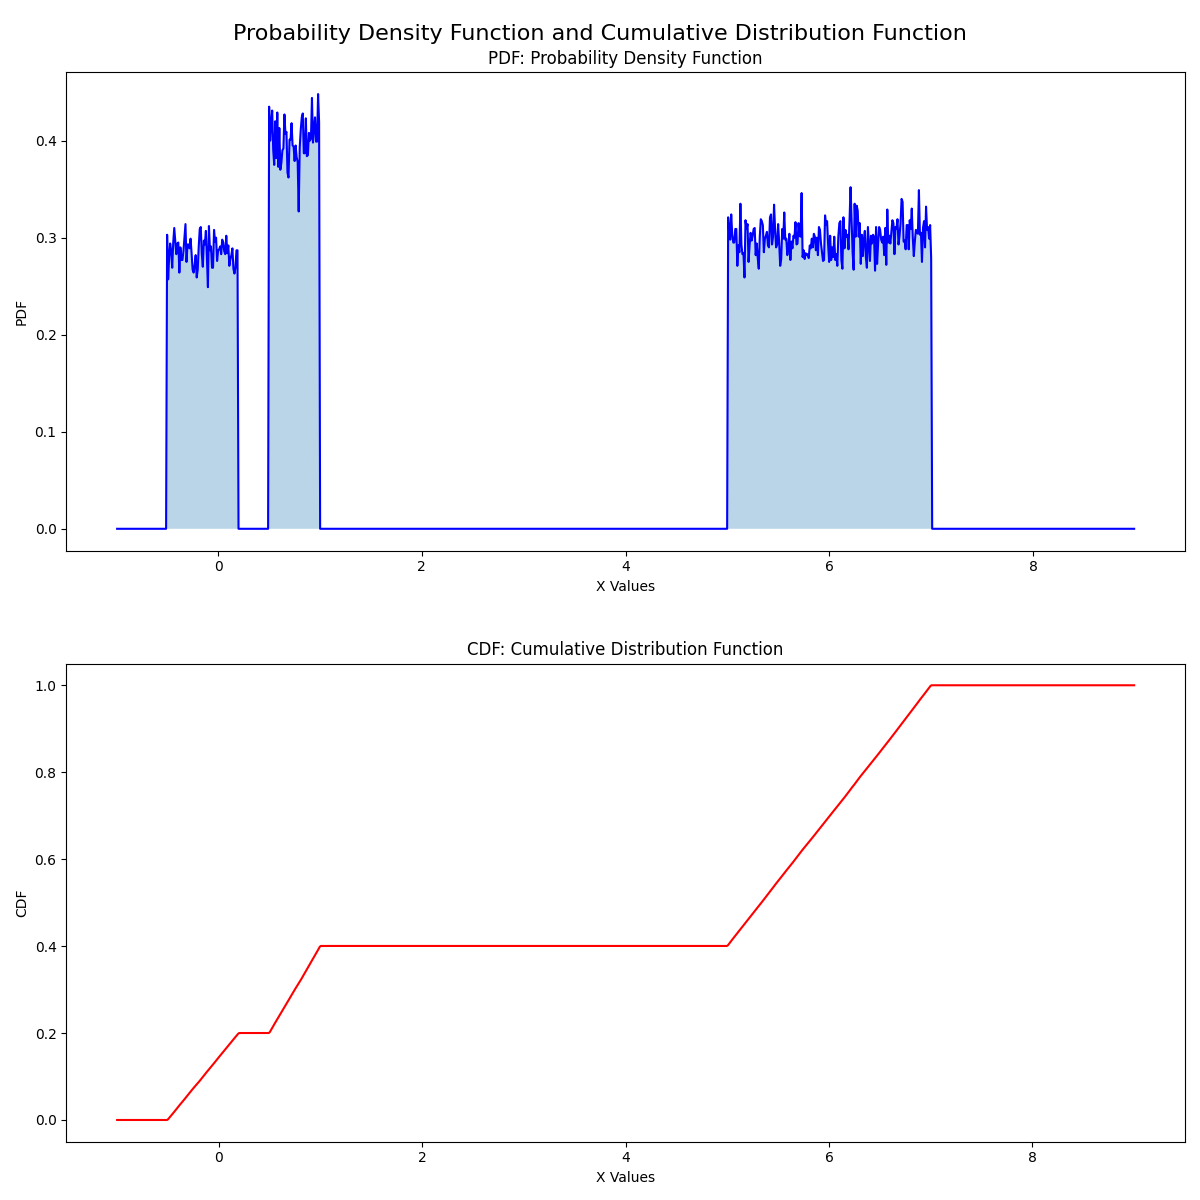 Probability Density Function and Cumulative Distribution Function
PDF: Probability Density Function
0.4
0.3
0.2
0.1
0.0
PDF
0 2 4 6 8
X Values
CDF: Cumulative Distribution Function
1.0
0.8
0.6
0.4
0.2
0.0
CDF
0 2 4 6 8
X Values